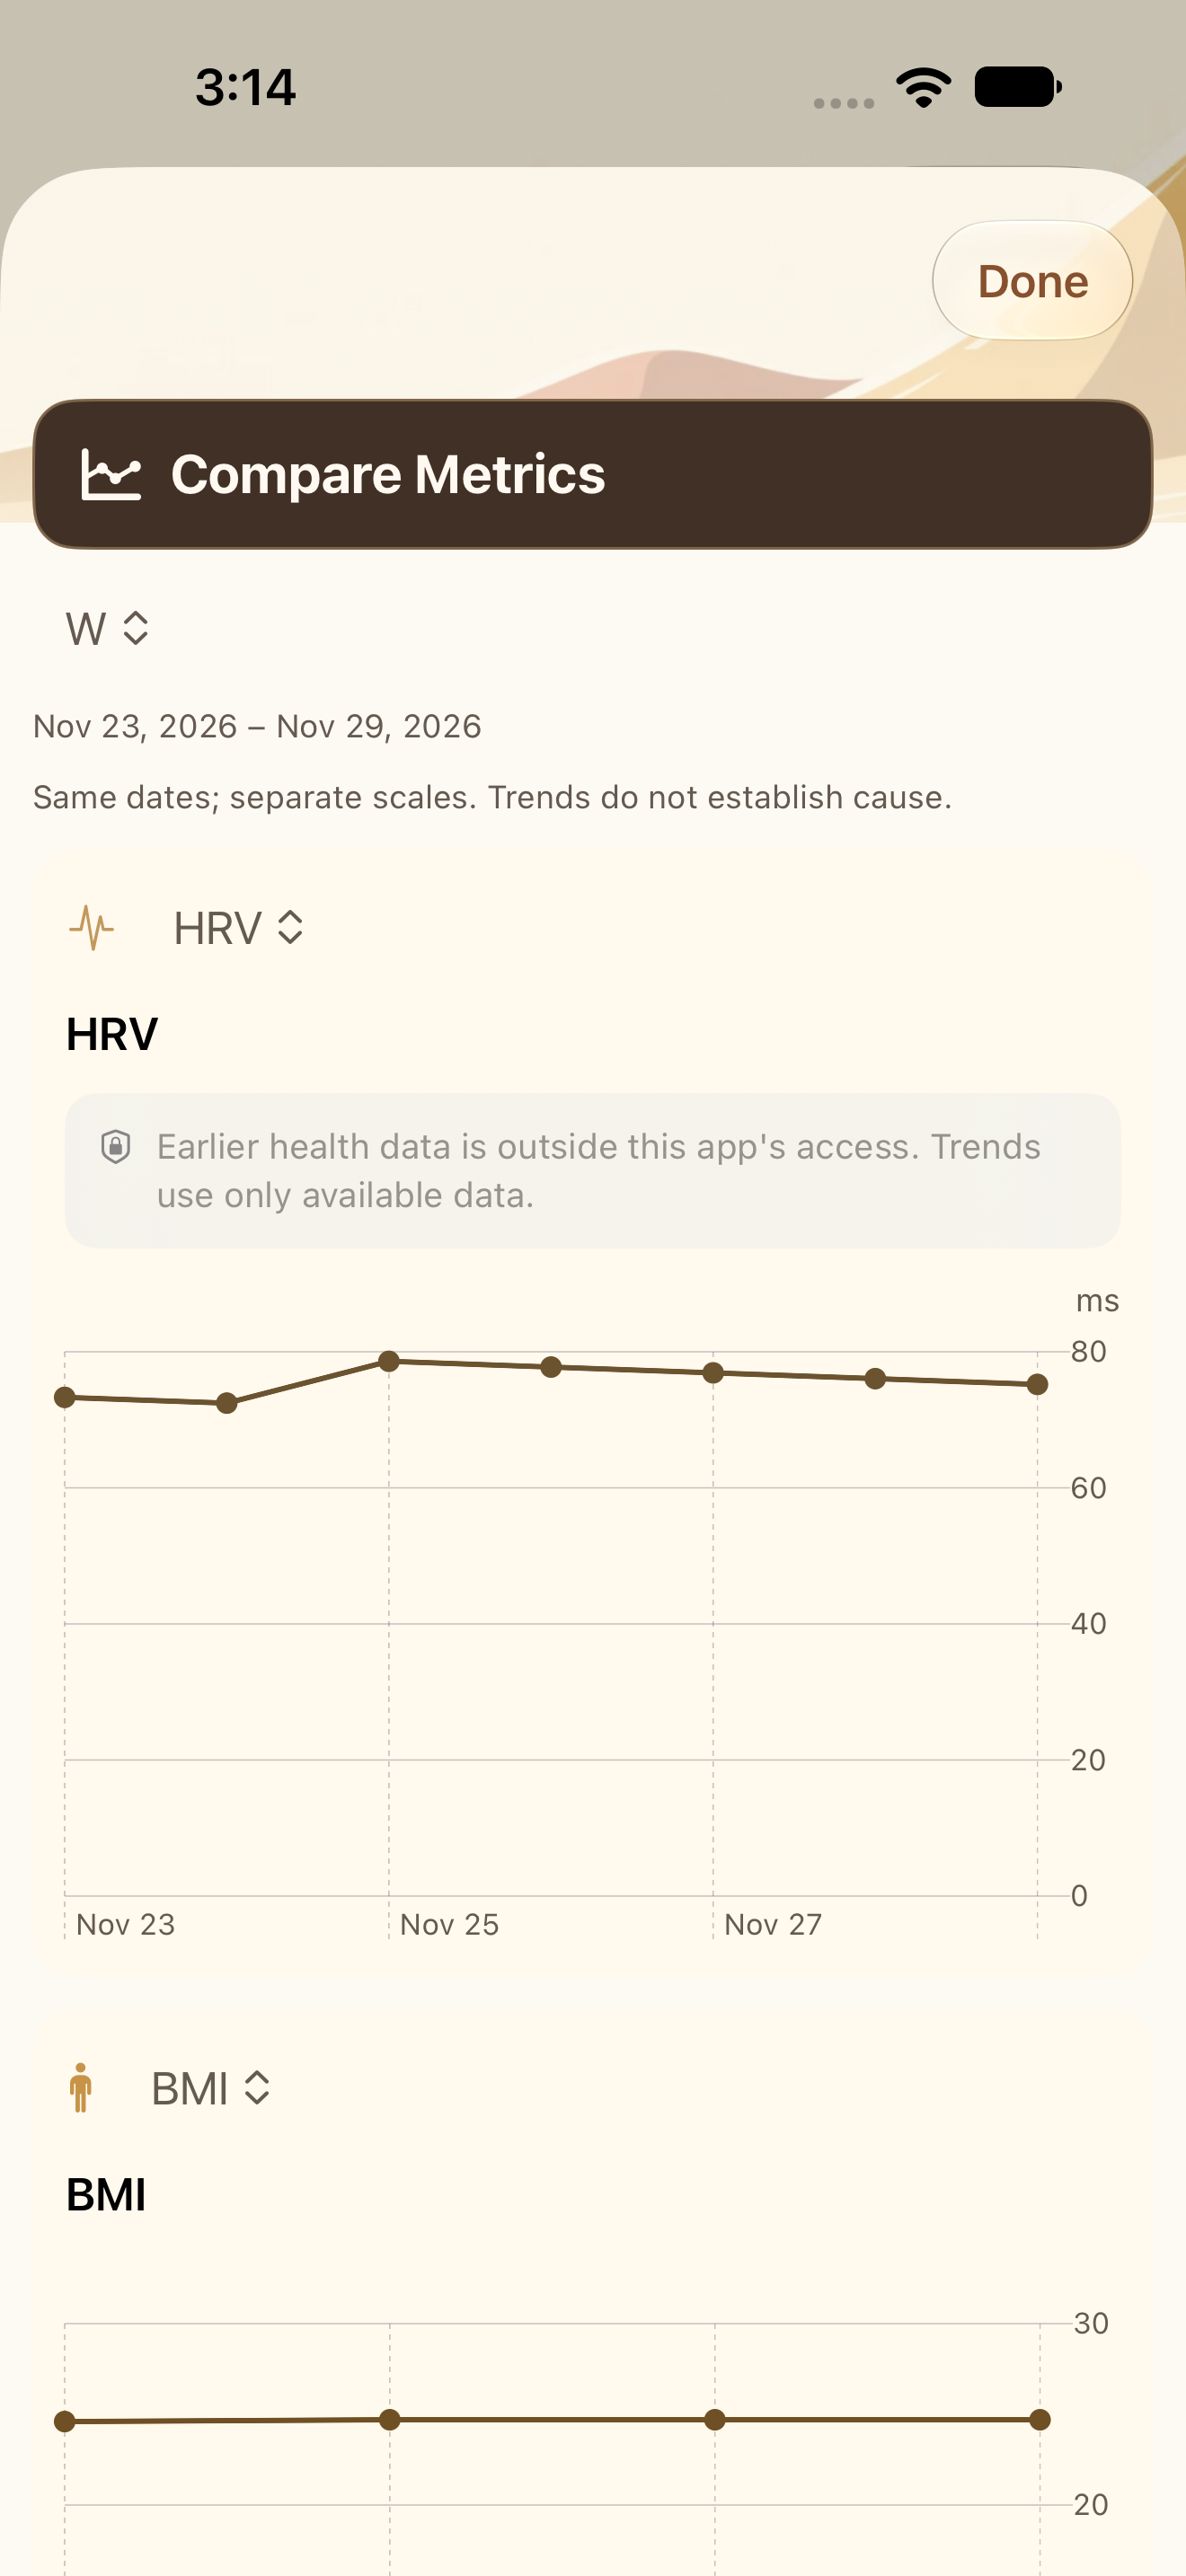 3:14
Done
Compare Metrics
W
Nov 23, 2026 – Nov 29, 2026
Same dates; separate scales. Trends do not establish cause.
HRV
HRV
Earlier health data is outside this app's access. Trends
use only available data.
ms
80
60
40
20
0
Nov 23 Nov 25 Nov 27
BMI
BMI
30
20